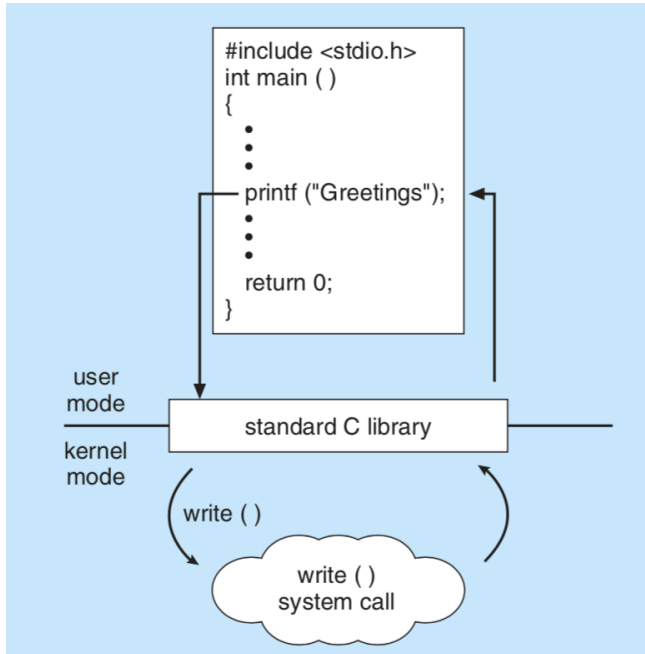 #include <stdio.h>
int main ( )
{
•
•
•
printf ("Greetings");
•
•
•
return 0;
}
user
mode
standard C library
kernel
mode
write ( )
write ( )
system call